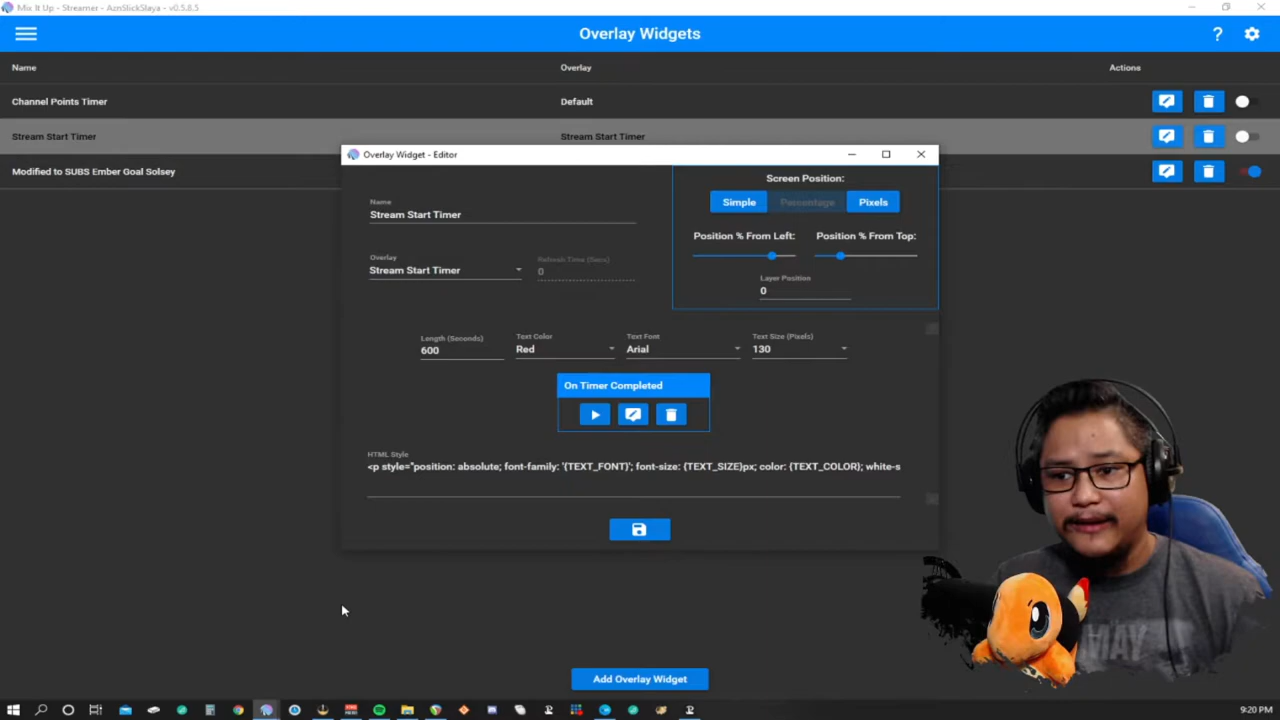 Mix It Up - Streamer - AznSlickSlaya - v0.5.8.5
Overlay Widgets
?
Name Overlay Actions
Channel Points Timer Default
Stream Start Timer Stream Start Timer
Modified to SUBS Ember Goal Solsey
Overlay Widget - Editor
Screen Position:
Name
Stream Start Timer
Simple Percentage Pixels
Position % From Left: Position % From Top:
Overlay
Stream Start Timer
Refresh Time (Secs)
0
Layer Position
0
Length (Seconds)
600
Text Color
Red
Text Font
Arial
Text Size (Pixels)
130
On Timer Completed
HTML Style
<p style="position: absolute; font-family: '{TEXT_FONT}'; font-size: {TEXT_SIZE}px; color: {TEXT_COLOR}; white-s
MAY
Add Overlay Widget
9:20 PM